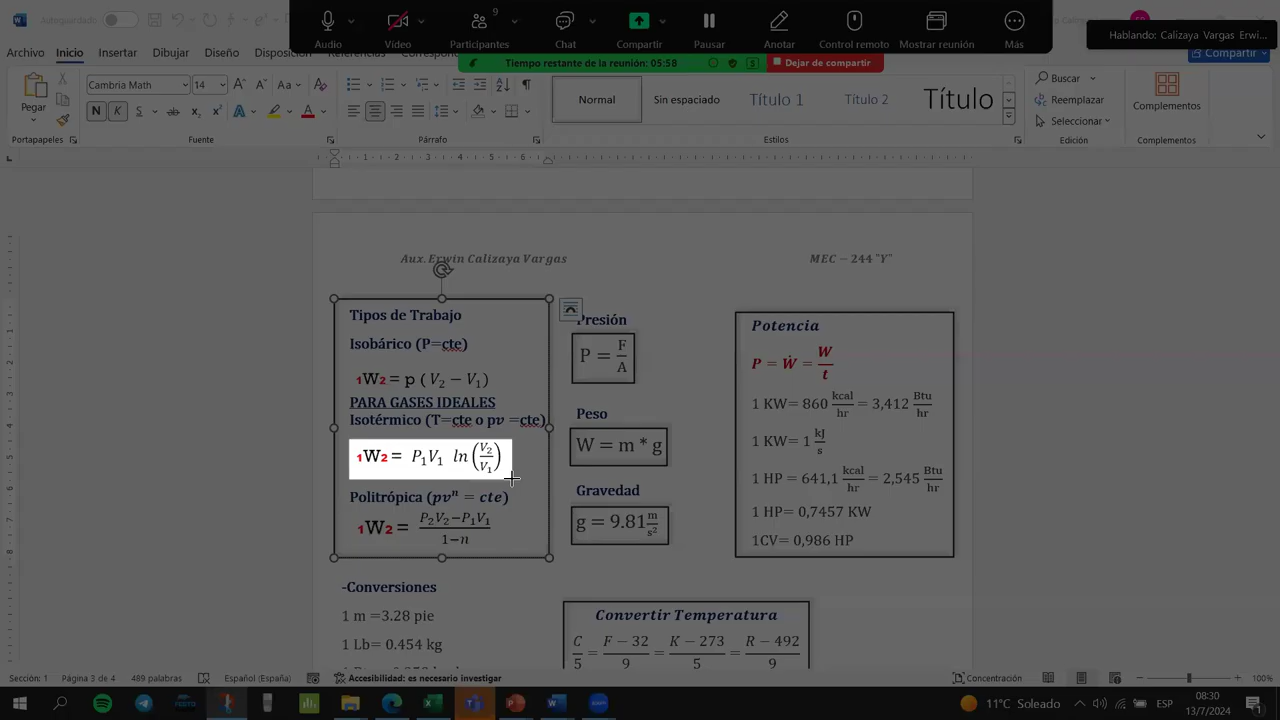 Audio
Vídeo
9
Participantes
Chat
Compartir
Pausar
Anotar
Control remoto
Mostrar reunión
Más
Hablando: Calizaya Vargas Erwi...
Tiempo restante de la reunión: 05:58
Dejar de compartir
Autoguardado
Archivo Inicio Insertar Dibujar Diseño Disposición
Compartir
Pegar
Cambria Math 14
N K S
Normal
Sin espaciado
Título 1
Título 2
Título
Buscar
Reemplazar
Seleccionar
Complementos
Portapapeles
Fuente
Párrafo
Estilos
Edición
Complementos
Aux. Erwin Calizaya Vargas
MEC − 244 "Y"
Tipos de Trabajo
Isobárico (P=cte)
₁W₂ = p ( V₂ − V₁)
PARA GASES IDEALES
Isotérmico (T=cte o pv =cte)
₁W₂ = P₁V₁ ln (V₂/V₁)
Politrópica (pvⁿ = cte)
₁W₂ = (P₂V₂−P₁V₁)/(1−n)
Presión
P = F/A
Peso
W = m * g
Gravedad
g = 9.81 m/s²
Potencia
P = Ẇ = W/t
1 KW= 860 kcal/hr = 3,412 Btu/hr
1 KW= 1 kJ/s
1 HP = 641,1 kcal/hr = 2,545 Btu/hr
1 HP= 0,7457 KW
1CV= 0,986 HP
-Conversiones
1 m =3.28 pie
1 Lb= 0.454 kg
Convertir Temperatura
C/5 = (F − 32)/9 = (K − 273)/5 = (R − 492)/9
Sección: 1 Página 3 de 4 489 palabras Español (España) Accesibilidad: es necesario investigar
Concentración
100%
11°C Soleado
ESP
08:30
13/7/2024